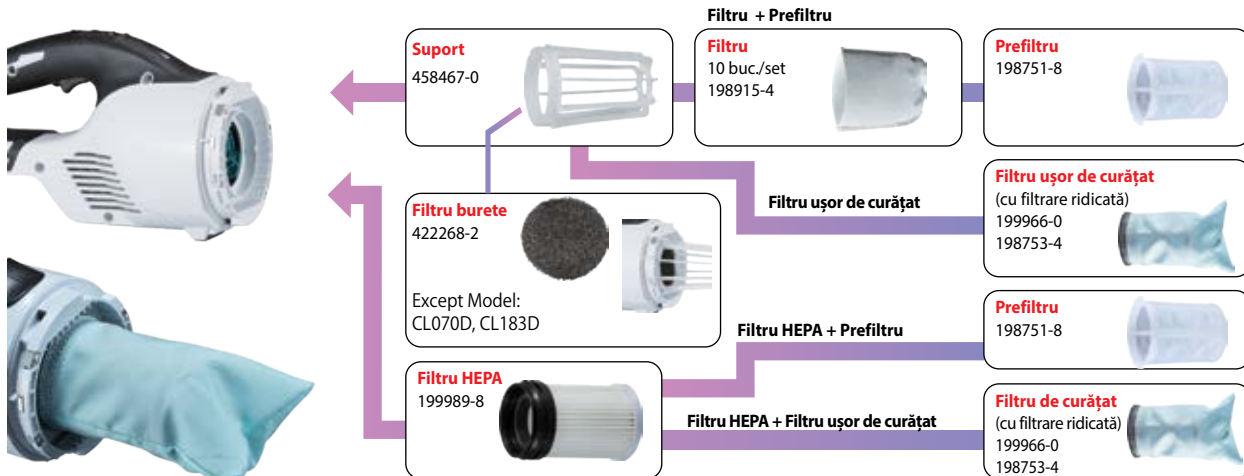 Filtru + Prefiltru
Suport
458467-0
Filtru
10 buc./set
198915-4
Prefiltru
198751-8
Filtru ușor de curățat
Filtru ușor de curățat
(cu filtrare ridicată)
199966-0
198753-4
Filtru burete
422268-2
Except Model:
CL070D, CL183D
Filtru HEPA + Prefiltru
Prefiltru
198751-8
Filtru HEPA
199989-8
Filtru HEPA + Filtru ușor de curățat
Filtru de curățat
(cu filtrare ridicată)
199966-0
198753-4